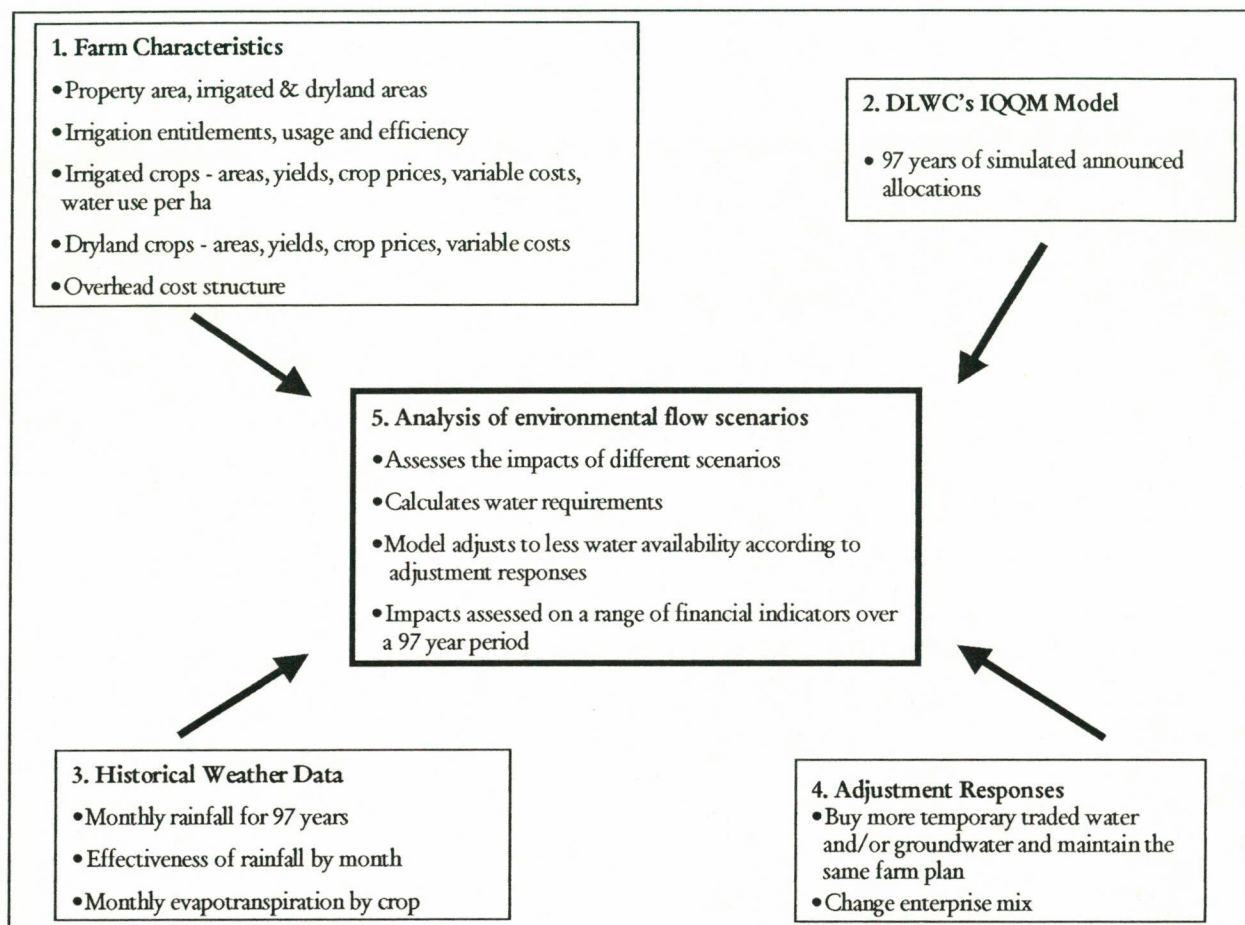 1. Farm Characteristics
•Property area, irrigated & dryland areas
•Irrigation entitlements, usage and efficiency
•Irrigated crops - areas, yields, crop prices, variable costs,
water use per ha
•Dryland crops - areas, yields, crop prices, variable costs
•Overhead cost structure
2. DLWC's IQQM Model
• 97 years of simulated announced
allocations
5. Analysis of environmental flow scenarios
•Assesses the impacts of different scenarios
•Calculates water requirements
•Model adjusts to less water availability according to
adjustment responses
•Impacts assessed on a range of financial indicators over
a 97 year period
3. Historical Weather Data
•Monthly rainfall for 97 years
•Effectiveness of rainfall by month
•Monthly evapotranspiration by crop
4. Adjustment Responses
•Buy more temporary traded water
and/or groundwater and maintain the
same farm plan
•Change enterprise mix